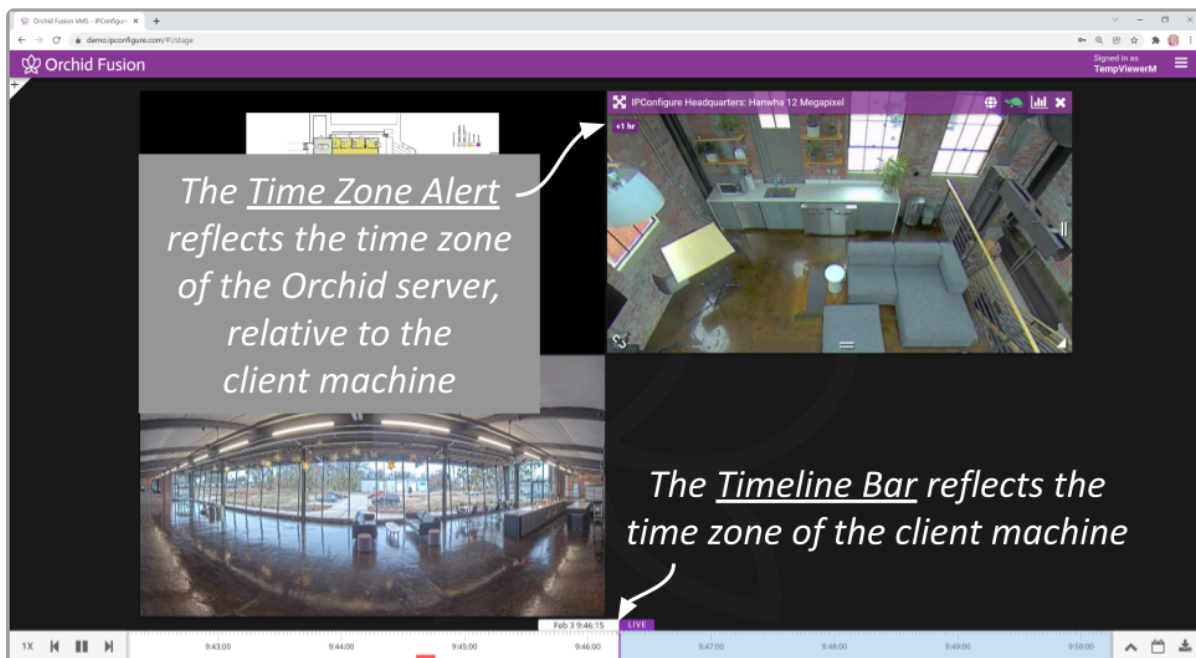 Orchid Fusion VMS - IPConfigure
demo.ipconfigure.com/#!/stage
Orchid Fusion
Signed in as
TempViewerM
IPConfigure Headquarters: Hanwha 12 Megapixel
+1 hr
The Time Zone Alert
reflects the time zone
of the Orchid server,
relative to the
client machine
The Timeline Bar reflects the
time zone of the client machine
Feb 3 9:46:15 LIVE
1X 9:43:00 9:44:00 9:45:00 9:46:00 9:47:00 9:48:00 9:49:00 9:50:00